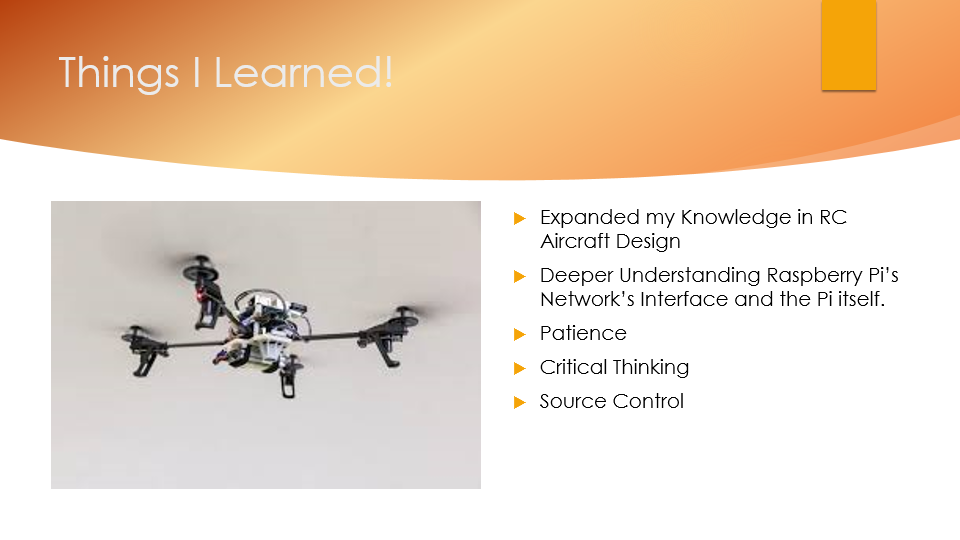 Things I Learned!
Expanded my Knowledge in RC
Aircraft Design
Deeper Understanding Raspberry Pi's
Network's Interface and the Pi itself.
Patience
Critical Thinking
Source Control